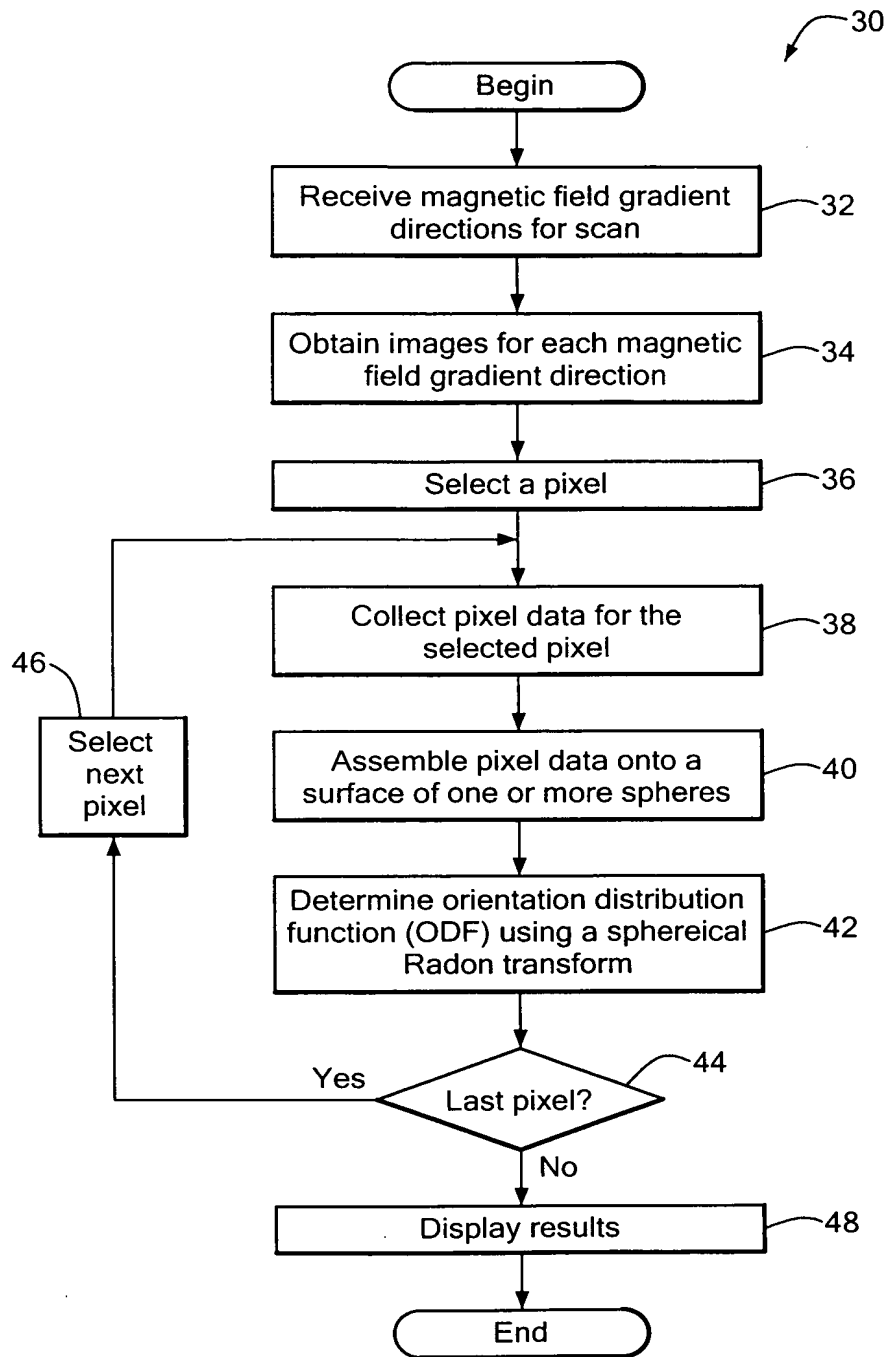 30
Begin
Receive magnetic field gradient
directions for scan
32
Obtain images for each magnetic
field gradient direction
34
Select a pixel
36
Collect pixel data for the
selected pixel
38
46
Select
next
pixel
Assemble pixel data onto a
surface of one or more spheres
40
Determine orientation distribution
function (ODF) using a sphereical
Radon transform
42
44
Yes
Last pixel?
No
Display results
48
End